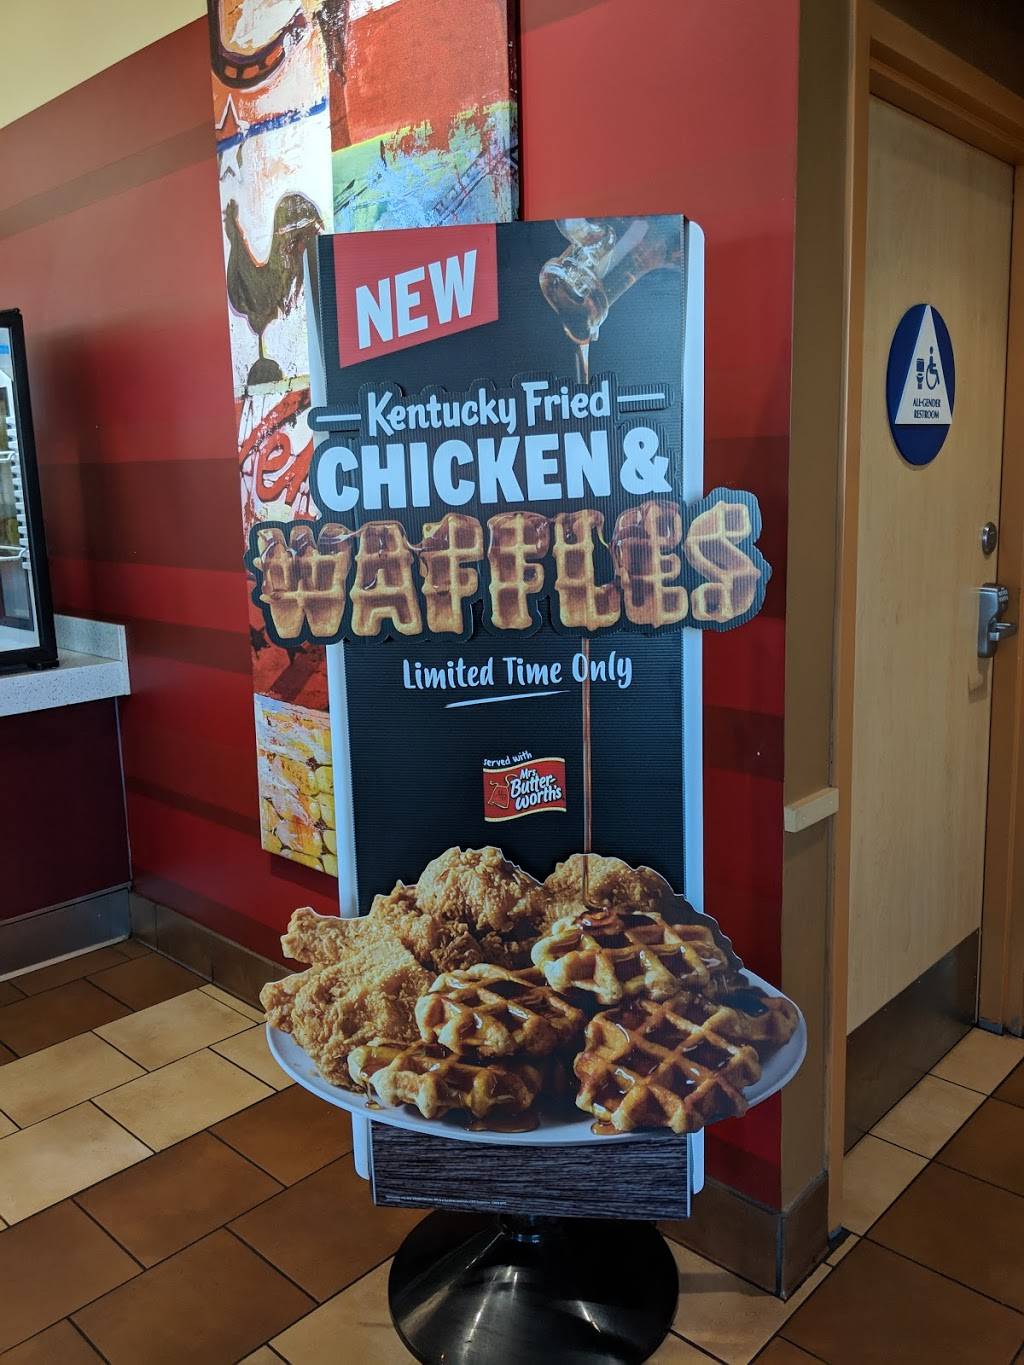 NEW
Kentucky Fried
CHICKEN &
WAFFLES
Limited Time Only
served with
Mrs.
Butter-
worth's
ALL-GENDER
RESTROOM